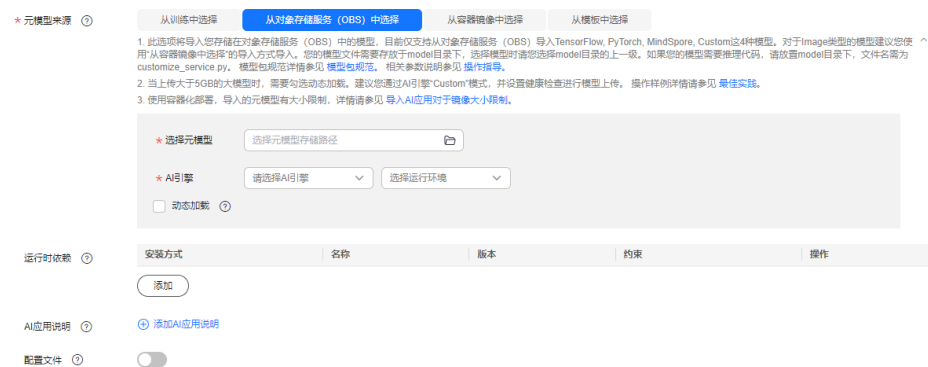 * 元模型来源 从训练中选择 从对象存储服务（OBS）中选择 从容器镜像中选择 从模板中选择
1. 此选项将导入您存储在对象存储服务（OBS）中的模型，目前仅支持从对象存储服务（OBS）导入TensorFlow, PyTorch, MindSpore, Custom这4种模型。对于Image类型的模型建议您使
用“从容器镜像中选择”的导入方式导入。您的模型文件需要存放于model目录下，选择模型时请您选择model目录的上一级。如果您的模型需要推理代码，请放置model目录下，文件名需为
customize_service.py。 模型包规范详情参见 模型包规范。 相关参数说明参见 操作指导。
2. 当上传大于5GB的大模型时，需要勾选动态加载。建议您通过AI引擎“Custom”模式，并设置健康检查进行模型上传。 操作样例详情请参见 最佳实践。
3. 使用容器化部署，导入的元模型有大小限制，详情请参见 导入AI应用对于镜像大小限制。
* 选择元模型 选择元模型存储路径
* AI引擎 请选择AI引擎 选择运行环境
动态加载
运行时依赖 安装方式 名称 版本 约束 操作
添加
AI应用说明 添加AI应用说明
配置文件